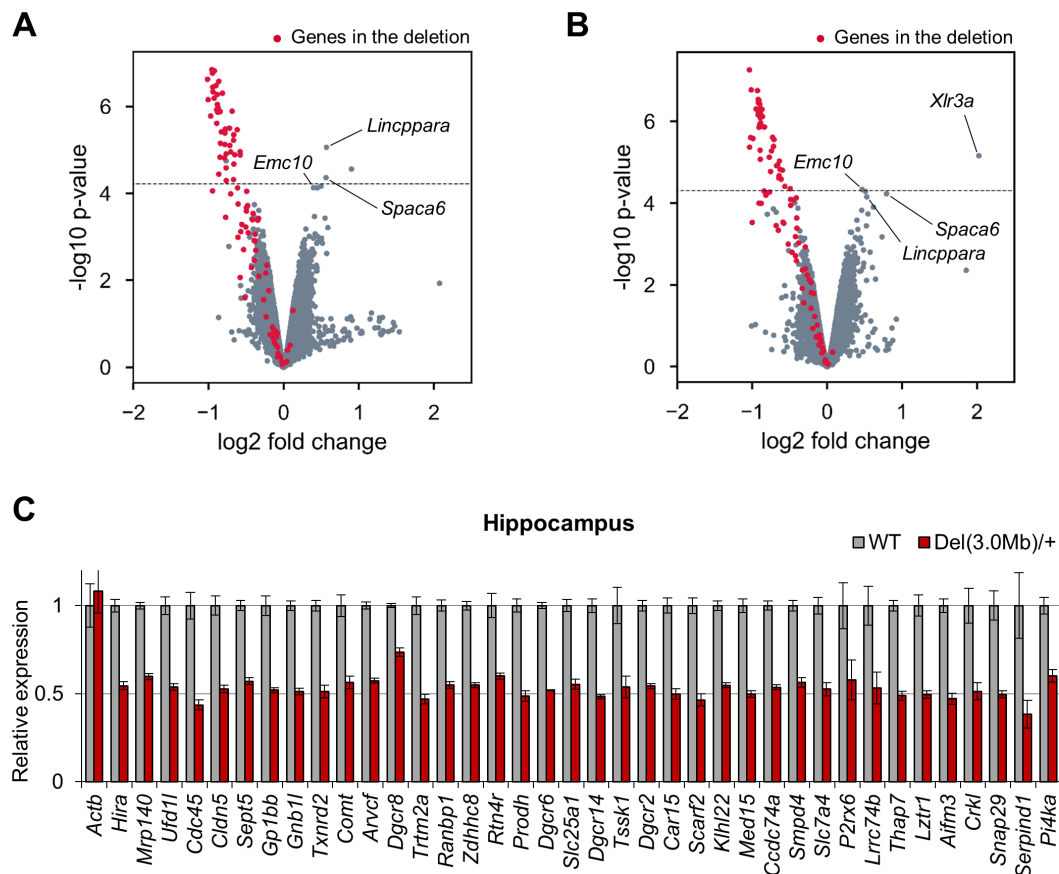 A
Genes in the deletion
-log10 p-value
6
4
2
0
Lincppara
Emc10
Spaca6
−2
−1
0
1
2
log2 fold change
B
Genes in the deletion
-log10 p-value
6
4
2
0
Xlr3a
Emc10
Spaca6
Lincppara
−2
−1
0
1
2
log2 fold change
C
Hippocampus
WT
Del(3.0Mb)/+
Relative expression
1
0.5
0
Actb
Hira
Mrp140
Ufd1l
Cdc45
Cldn5
Sept5
Gp1bb
Gnb1l
Txnrd2
Comt
Arvcf
Dgcr8
Trtm2a
Ranbp1
Zdhhc8
Rtn4r
Prodh
Dgcr6
Slc25a1
Dgcr14
Tssk1
Dgcr2
Car15
Scarf2
Klhl22
Med15
Ccdc74a
Smpd4
Slc7a4
P2rx6
Lrrc74b
Thap7
Lztr1
Aifm3
Crkl
Snap29
Serpind1
Pi4ka